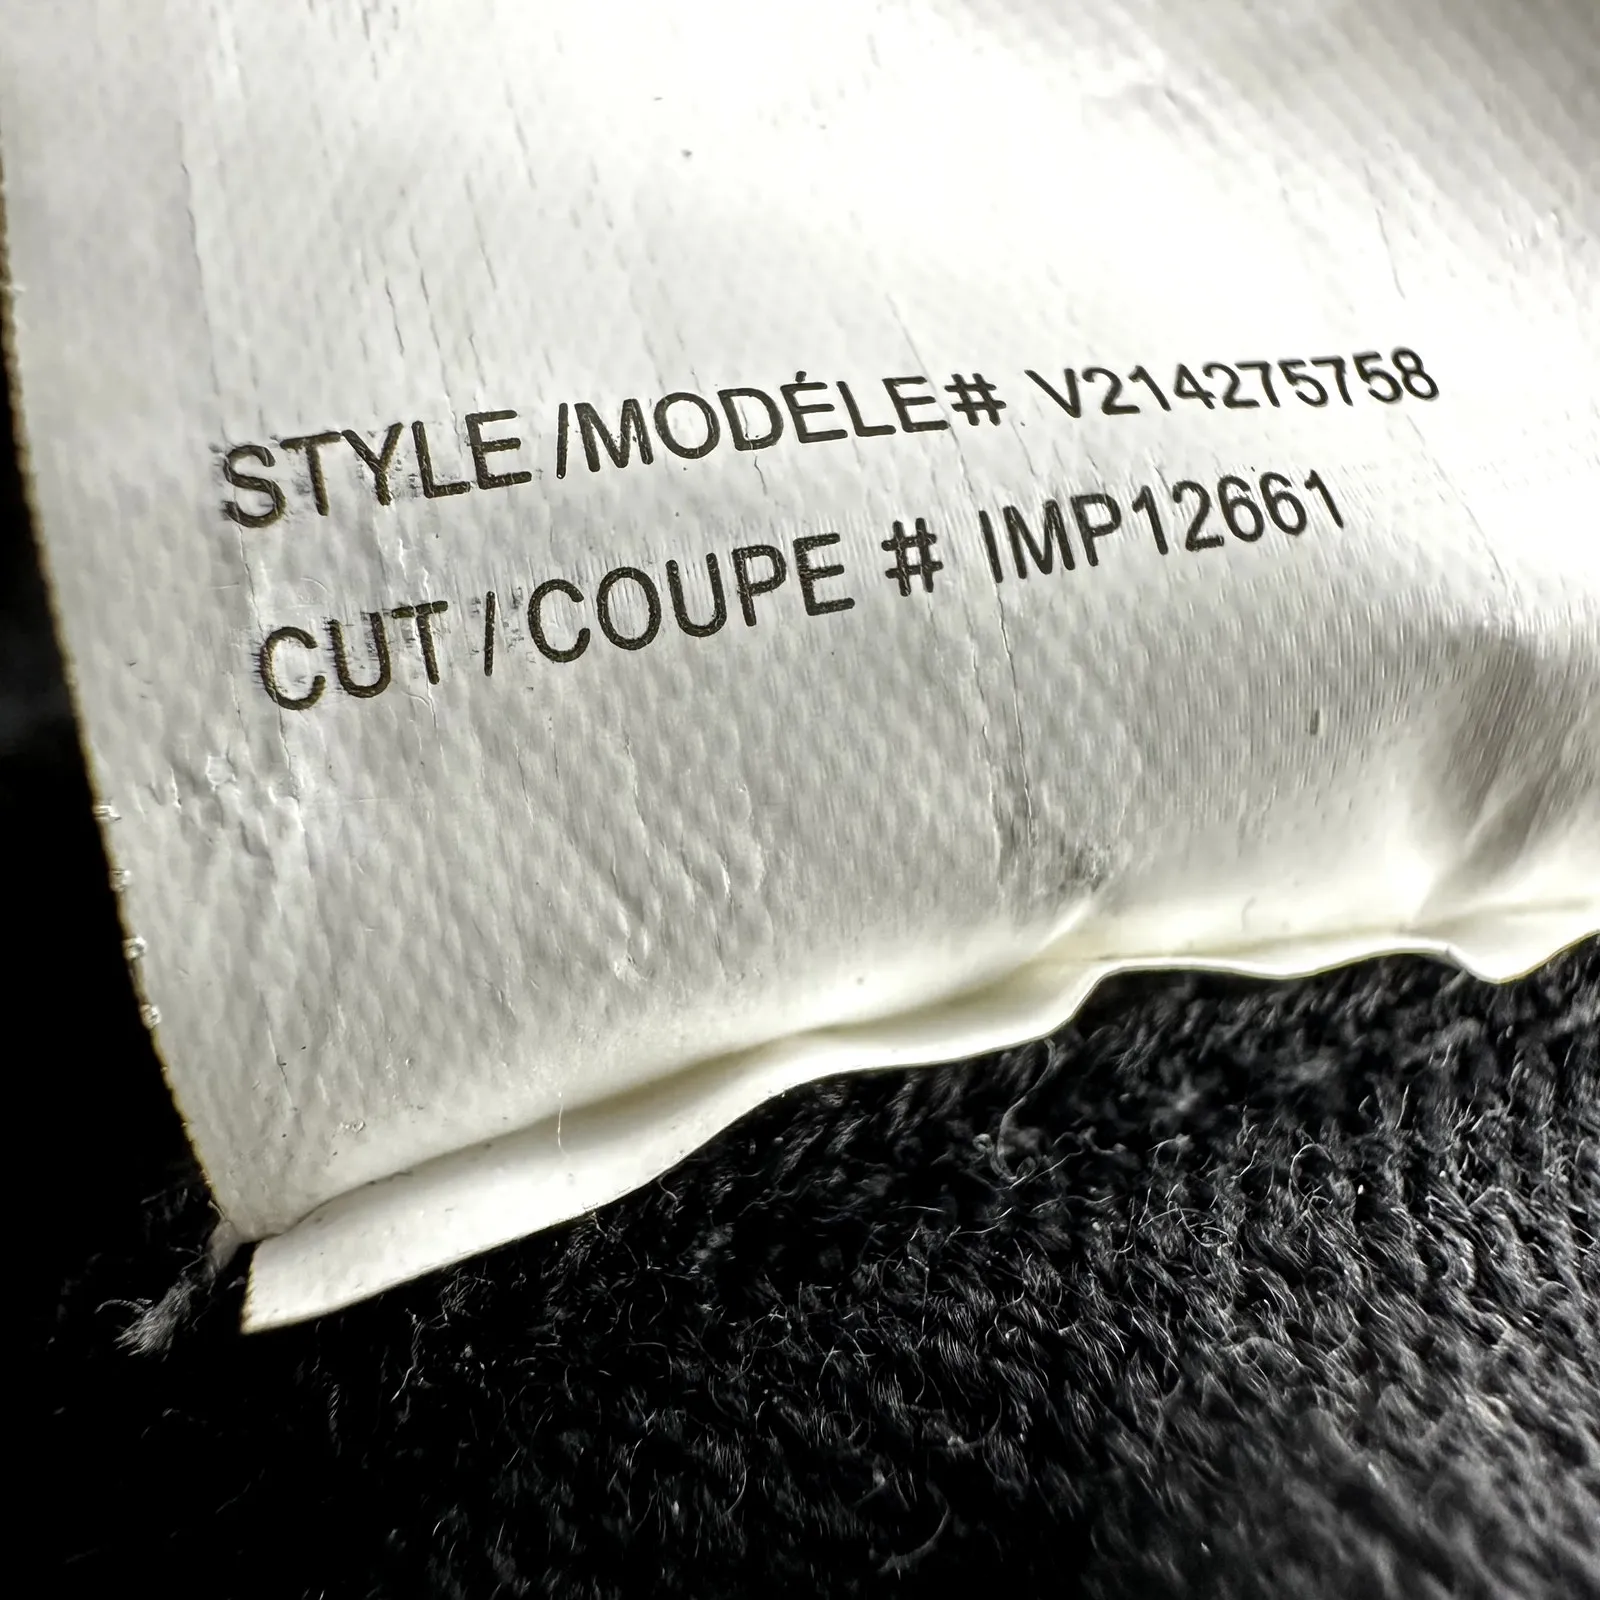 STYLE /MODÉLE# V214275758
CUT / COUPE # IMP12661